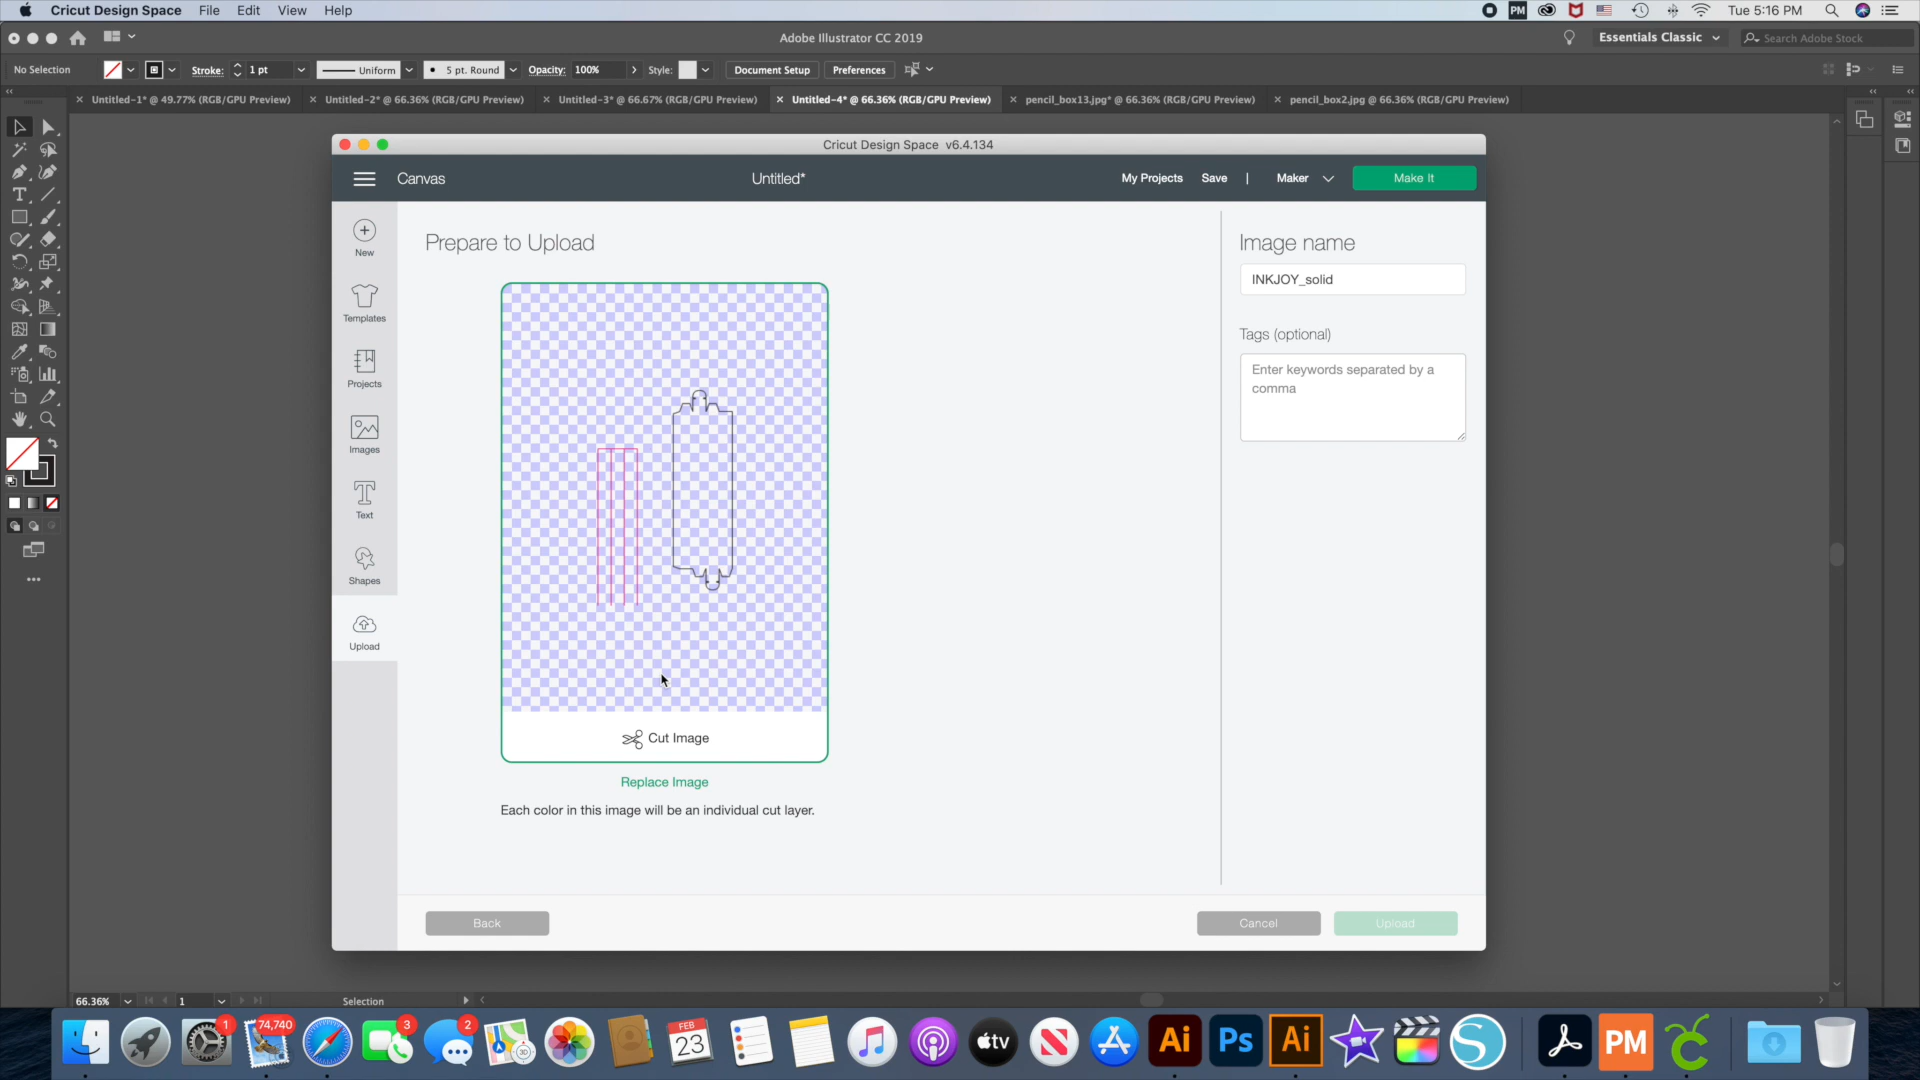 Cricut Design Space File Edit View Help
PM Tue 5:16 PM
Adobe Illustrator CC 2019
Essentials Classic
Search Adobe Stock
No Selection Stroke: 1 pt Uniform 5 pt. Round Opacity: 100% Style: Document Setup Preferences
Untitled-1* @ 49.77% (RGB/GPU Preview) Untitled-2* @ 66.36% (RGB/GPU Preview) Untitled-3* @ 66.67% (RGB/GPU Preview) Untitled-4* @ 66.36% (RGB/GPU Preview) pencil_box13.jpg* @ 66.36% (RGB/GPU Preview) pencil_box2.jpg @ 66.36% (RGB/GPU Preview)
Cricut Design Space v6.4.134
Canvas Untitled* My Projects Save | Maker Make It
New
Templates
Projects
Images
Text
Shapes
Upload
Prepare to Upload
Cut Image
Replace Image
Each color in this image will be an individual cut layer.
Image name
INKJOY_solid
Tags (optional)
Enter keywords separated by a
comma
Back Cancel Upload
66.36% 1 Selection
1 74,740 3 2 3D FEB
23 tv Ai Ps Ai S PM